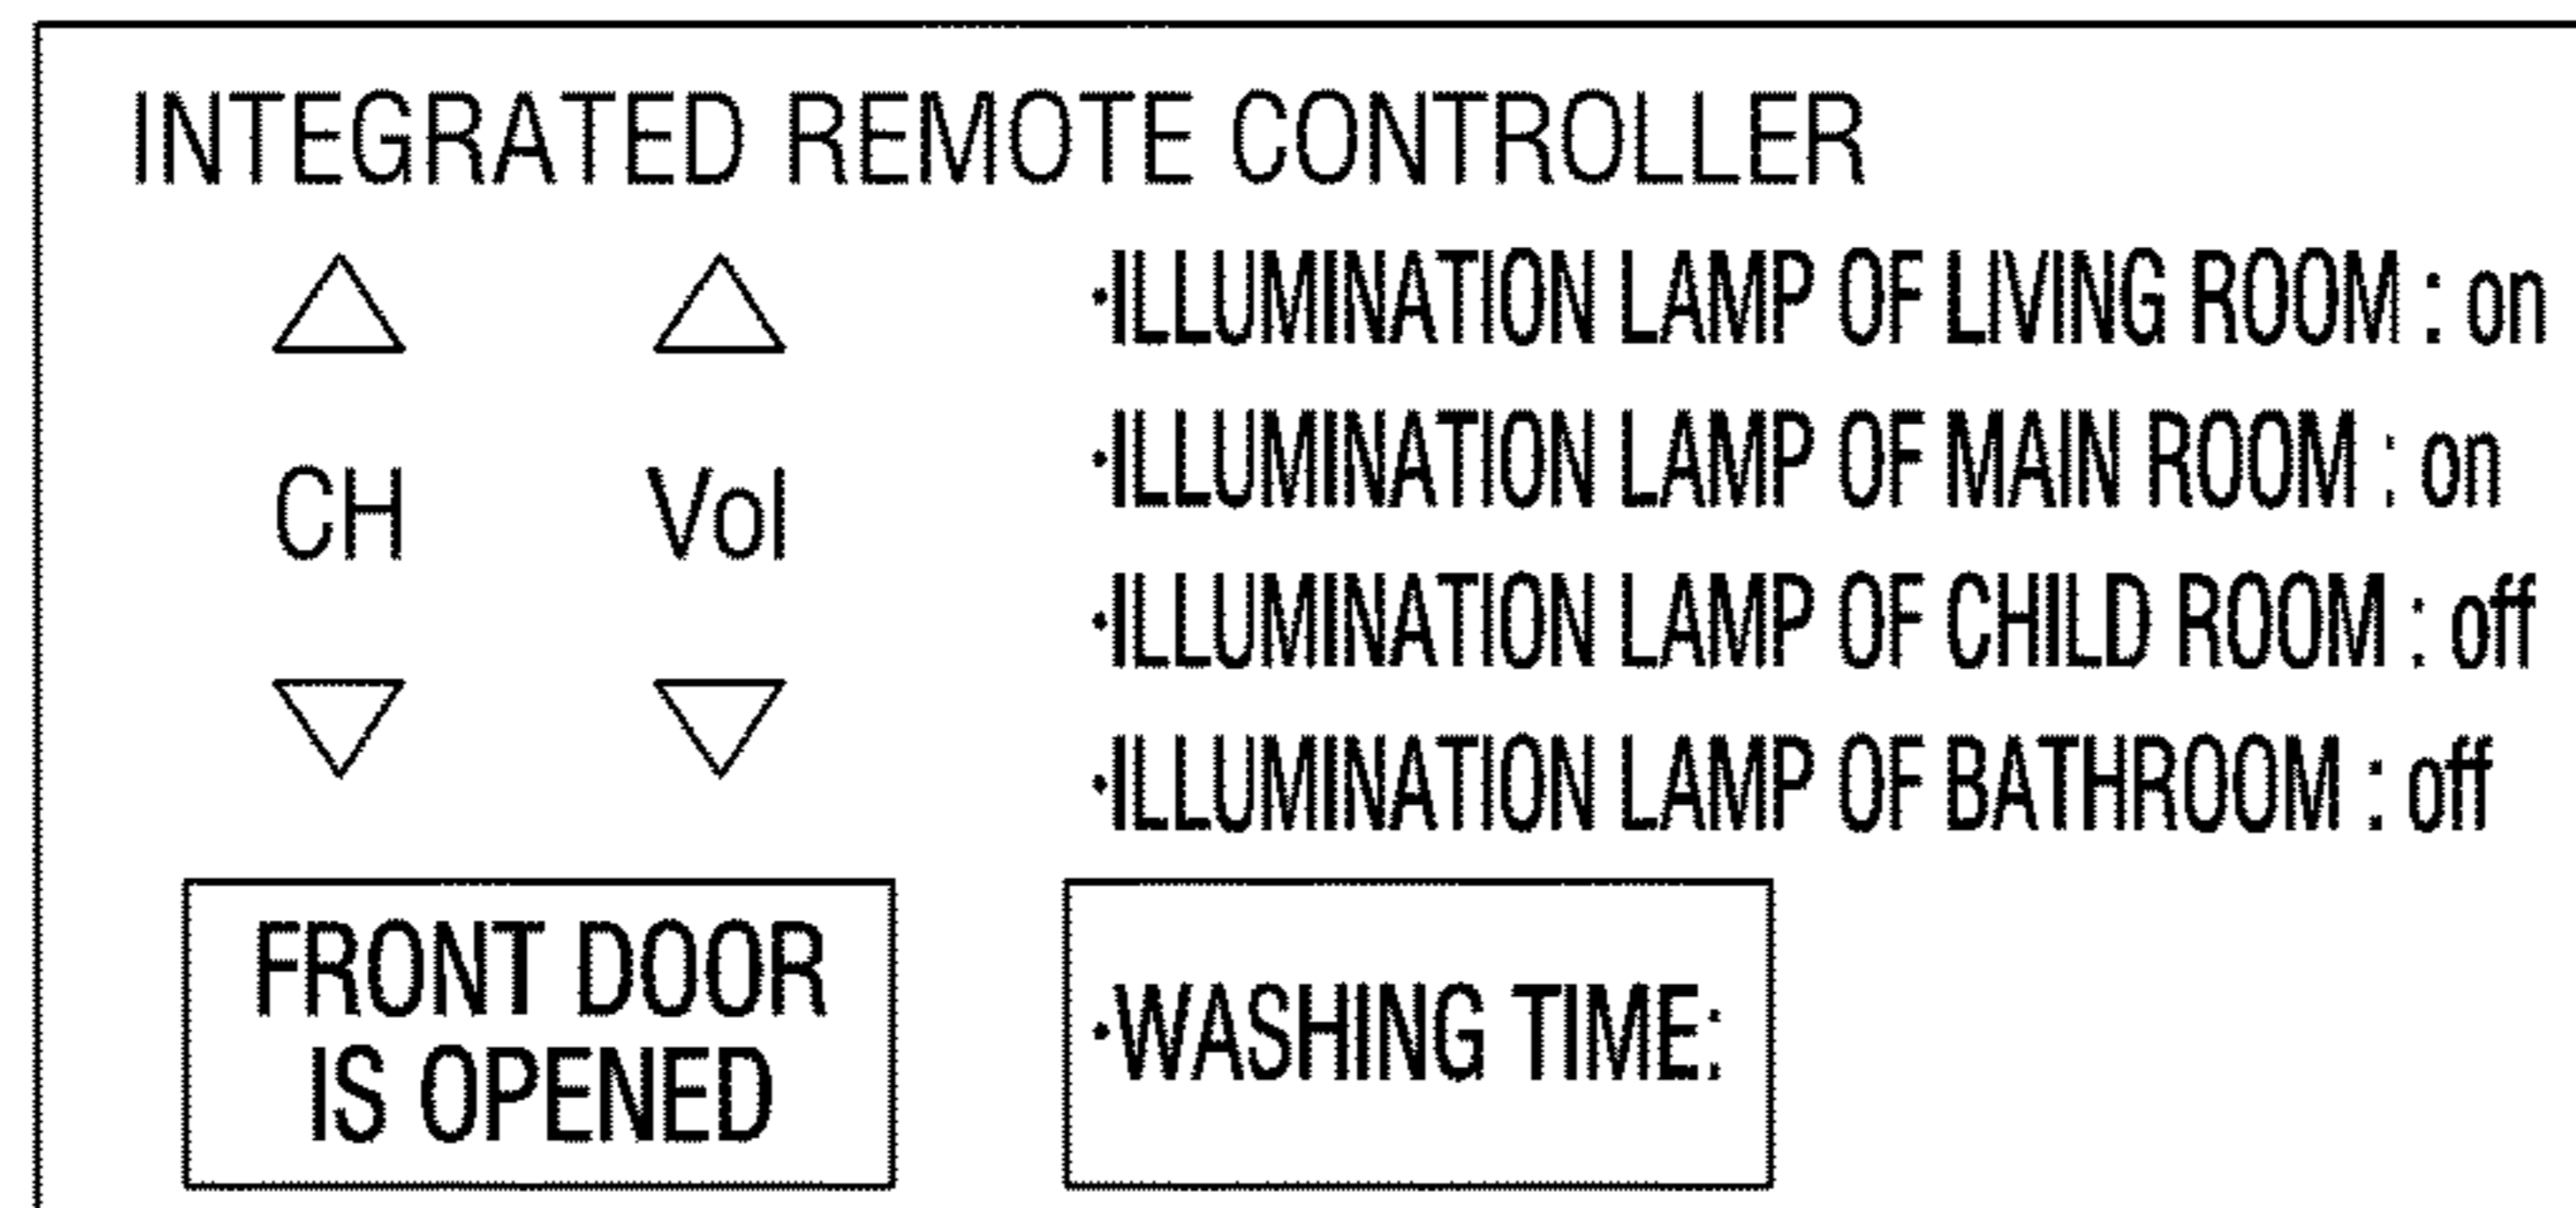 INTEGRATED REMOTE CONTROLLER
·ILLUMINATION LAMP OF LIVING ROOM : on
·ILLUMINATION LAMP OF MAIN ROOM : on
CH Vol
·ILLUMINATION LAMP OF CHILD ROOM : off
·ILLUMINATION LAMP OF BATHROOM : off
FRONT DOOR
IS OPENED
·WASHING TIME: